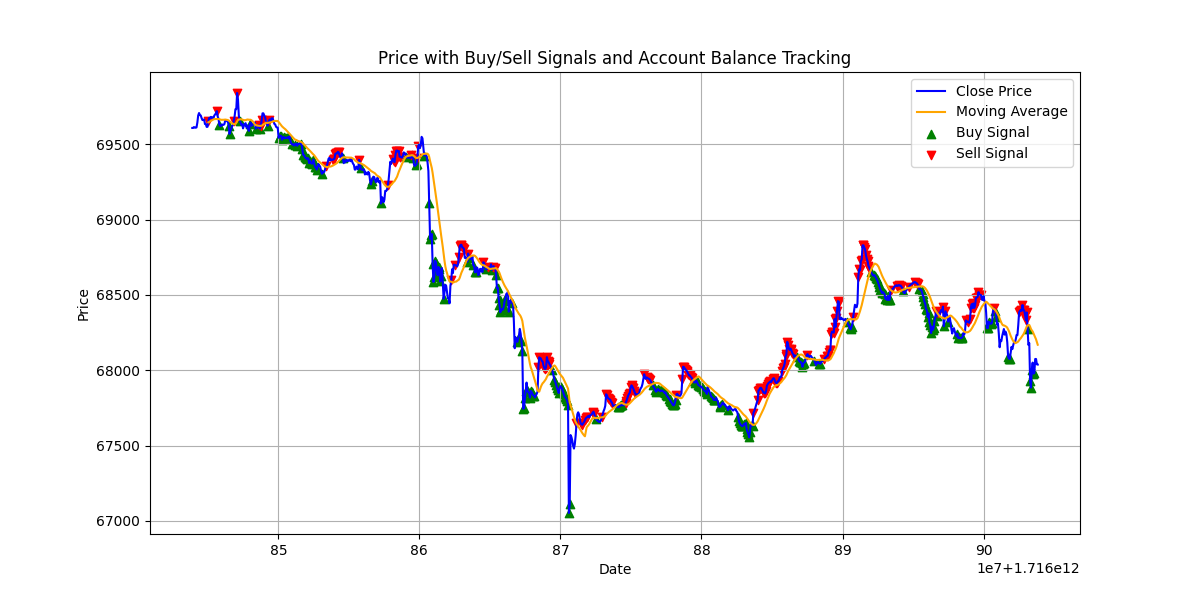 Price with Buy/Sell Signals and Account Balance Tracking
Close Price
Moving Average
Buy Signal
Sell Signal
69500
69000
68500
68000
67500
67000
Price
85 86 87 88 89 90
Date
1e7+1.716e12